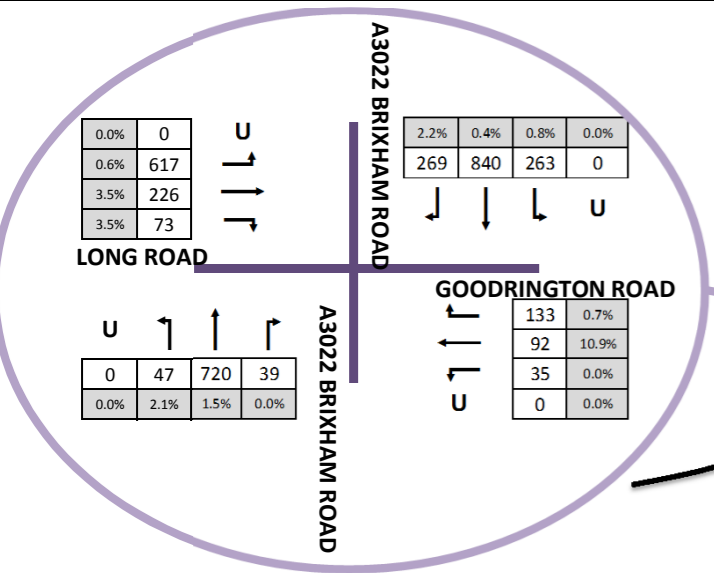 A3022 BRIXHAM ROAD
0.0% 0 U
0.6% 617
3.5% 226
3.5% 73
LONG ROAD
2.2% 0.4% 0.8% 0.0%
269 840 263 0
U
GOODRINGTON ROAD
133 0.7%
92 10.9%
35 0.0%
U 0 0.0%
U
0 47 720 39
0.0% 2.1% 1.5% 0.0%
A3022 BRIXHAM ROAD